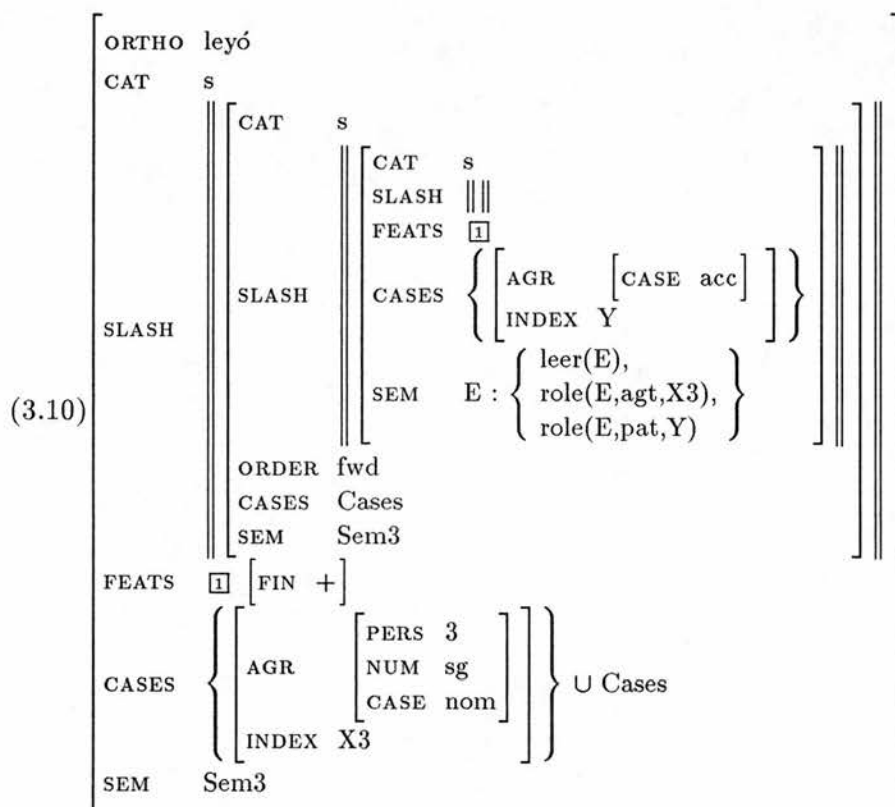 ORTHO leyó
CAT s
CAT s
CAT s
SLASH || ||
FEATS 1
CASES { [ AGR [CASE acc]
INDEX Y ] }
SLASH
SLASH
SEM E : { leer(E),
role(E,agt,X3),
role(E,pat,Y) }
(3.10)
ORDER fwd
CASES Cases
SEM Sem3
FEATS 1 [FIN +]
PERS 3
CASES { [ AGR NUM sg ] } ∪ Cases
CASE nom
INDEX X3
SEM Sem3